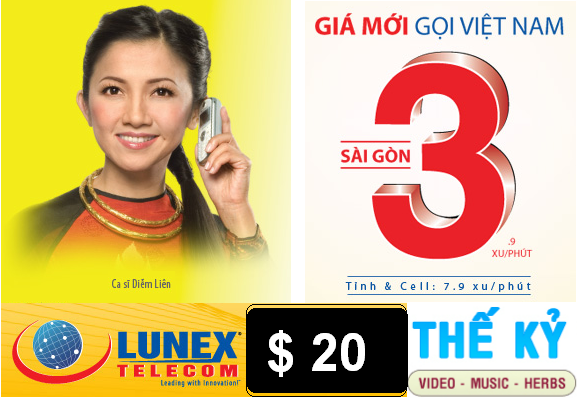 GIÁ MỚI GỌI VIỆT NAM
SÀI GÒN
3
.9
XU/PHÚT
Tỉnh & Cell: 7.9 xu/phút
Ca sĩ Diễm Liên
LUNEX®
TELECOM
Leading with Innovation!
$ 20
THẾ KỶ
VIDEO - MUSIC - HERBS